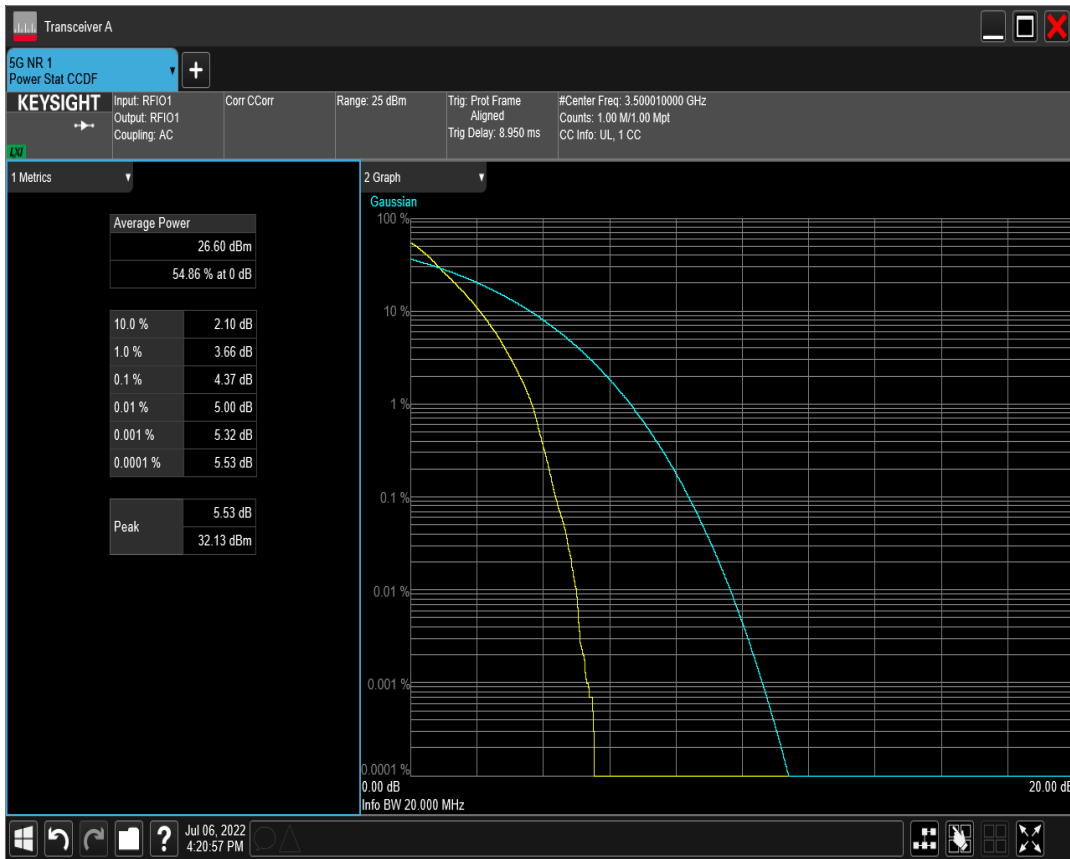 Transceiver A
5G NR 1
Power Stat CCDF
+
KEYSIGHT
LXI
Input: RFIO1
Output: RFIO1
Coupling: AC
Corr CCorr
Range: 25 dBm
Trig: Prot Frame
Aligned
Trig Delay: 8.950 ms
#Center Freq: 3.500010000 GHz
Counts: 1.00 M/1.00 Mpt
CC Info: UL, 1 CC
1 Metrics
Average Power
26.60 dBm
54.86 % at 0 dB
10.0 % 2.10 dB
1.0 % 3.66 dB
0.1 % 4.37 dB
0.01 % 5.00 dB
0.001 % 5.32 dB
0.0001 % 5.53 dB
Peak
5.53 dB
32.13 dBm
2 Graph
Gaussian
100 %
10 %
1 %
0.1 %
0.01 %
0.001 %
0.0001 %
0.00 dB
20.00 dB
Info BW 20.000 MHz
?
Jul 06, 2022
4:20:57 PM